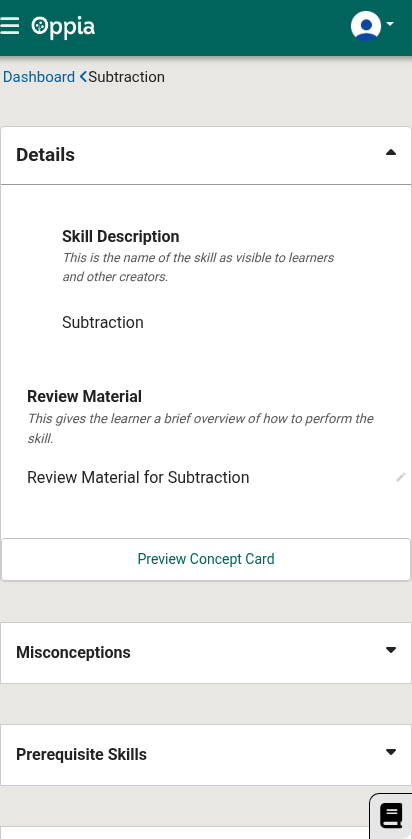 Oppia
Dashboard Subtraction
Details
Skill Description
This is the name of the skill as visible to learners
and other creators.
Subtraction
Review Material
This gives the learner a brief overview of how to perform the
skill.
Review Material for Subtraction
Preview Concept Card
Misconceptions
Prerequisite Skills